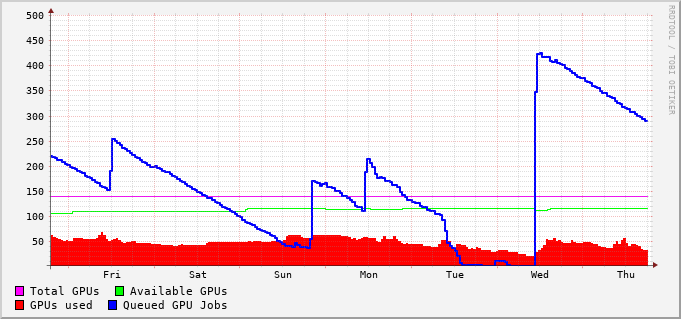 500
450
400
350
300
250
200
150
100
50
Fri Sat Sun Mon Tue Wed Thu
Total GPUs Available GPUs
GPUs used Queued GPU Jobs
RRDTOOL / TOBI OETIKER